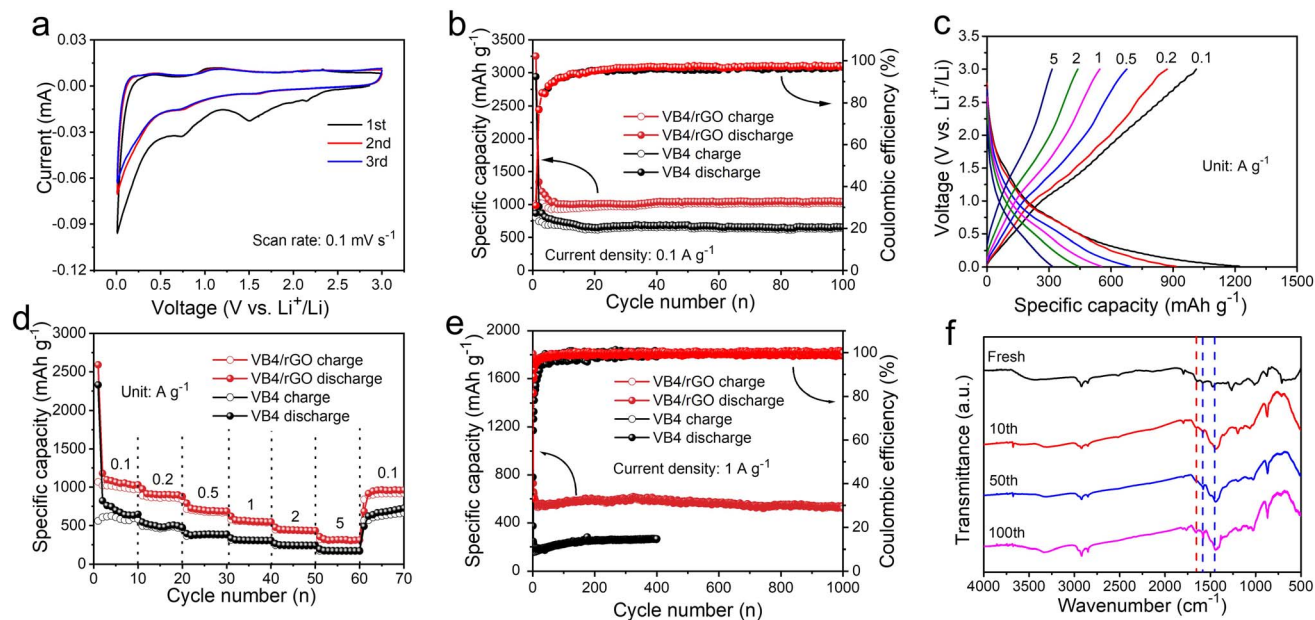 a
0.03
0.00
-0.03
-0.06
-0.09
-0.12
Current (mA)
1st
2nd
3rd
Scan rate: 0.1 mV s⁻¹
0.0 0.5 1.0 1.5 2.0 2.5 3.0
Voltage (V vs. Li⁺/Li)
b
3500
3000
2500
2000
1500
1000
500
0
Specific capacity (mAh g⁻¹)
VB4/rGO charge
VB4/rGO discharge
VB4 charge
VB4 discharge
Current density: 0.1 A g⁻¹
100
80
60
40
20
0
Coulombic efficiency (%)
0 20 40 60 80 100
Cycle number (n)
c
3.5
3.0
2.5
2.0
1.5
1.0
0.5
0.0
Voltage (V vs. Li⁺/Li)
5 2 1 0.5 0.2 0.1
Unit: A g⁻¹
0 300 600 900 1200 1500
Specific capacity (mAh g⁻¹)
d
3000
2500
2000
1500
1000
500
0
Specific capacity (mAh g⁻¹)
VB4/rGO charge
VB4/rGO discharge
VB4 charge
VB4 discharge
Unit: A g⁻¹
0.1 0.2 0.5 1 2 5 0.1
0 10 20 30 40 50 60 70
Cycle number (n)
e
2000
1800
1600
1400
1200
1000
800
600
400
200
0
Specific capacity (mAh g⁻¹)
VB4/rGO charge
VB4/rGO discharge
VB4 charge
VB4 discharge
Current density: 1 A g⁻¹
100
80
60
40
20
0
Coulombic efficiency (%)
0 200 400 600 800 1000
Cycle number (n)
f
Transmittance (a.u.)
Fresh
10th
50th
100th
4000 3500 3000 2500 2000 1500 1000 500
Wavenumber (cm⁻¹)